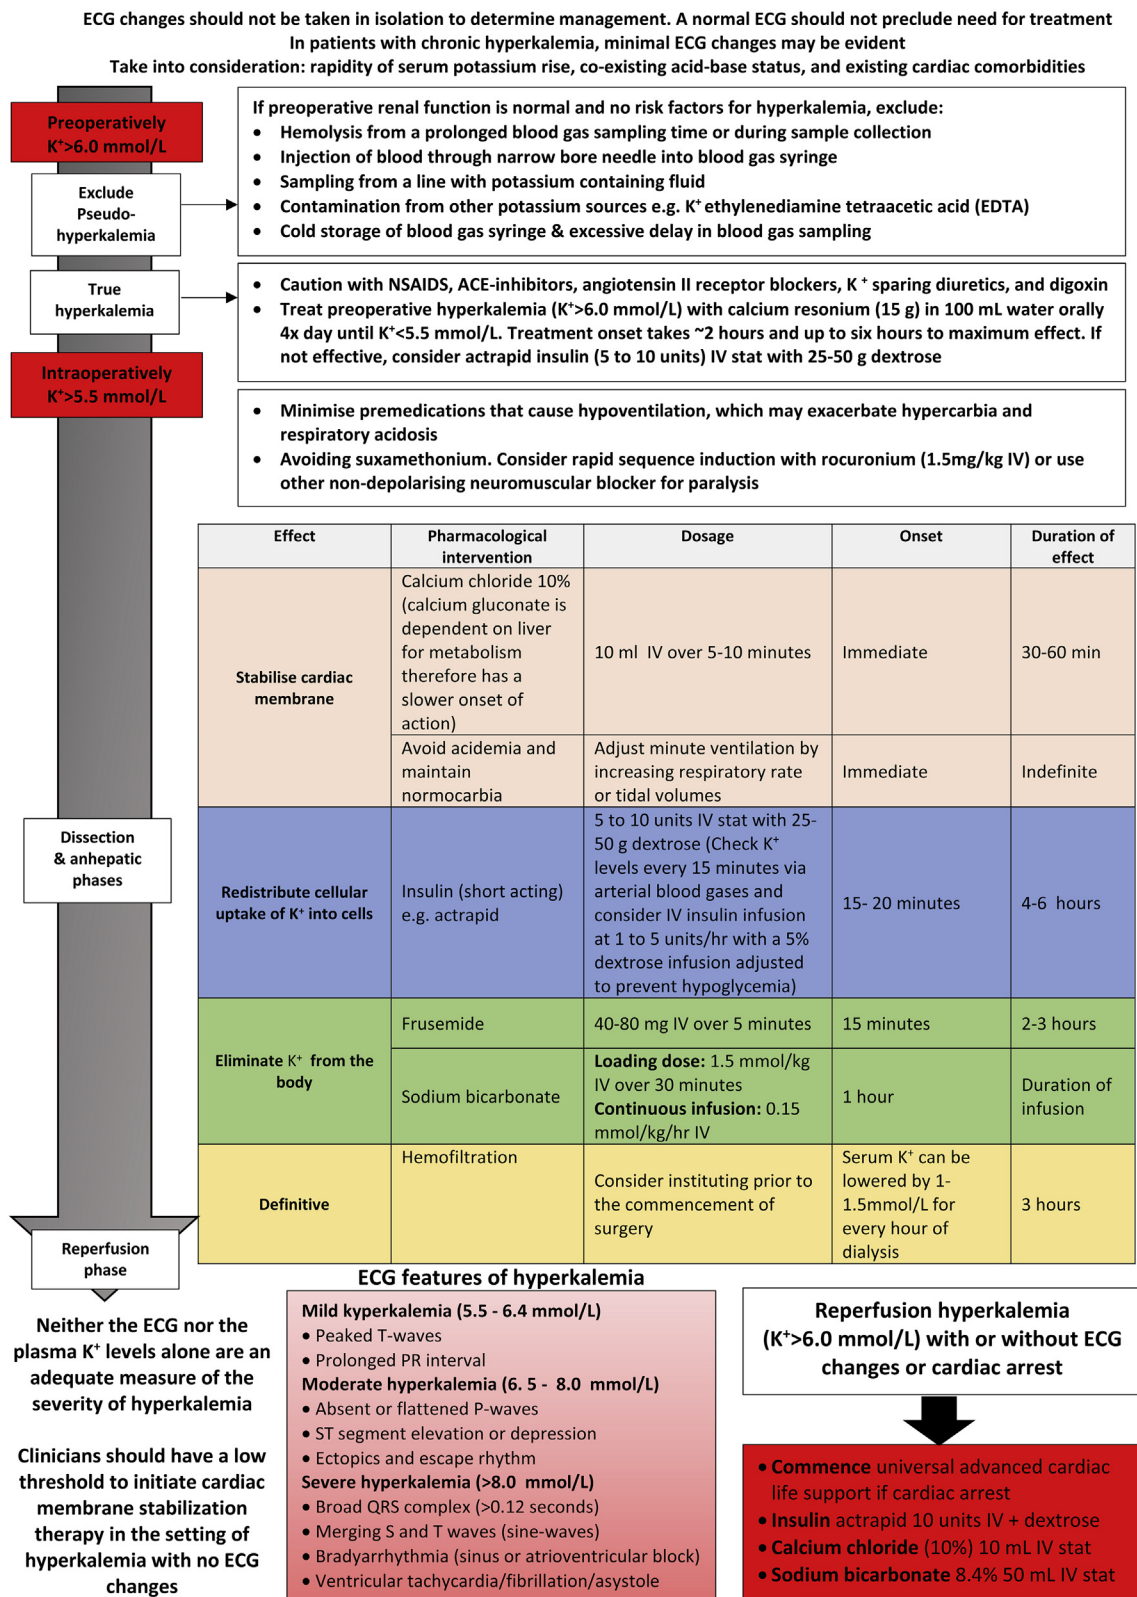 ECG changes should not be taken in isolation to determine management. A normal ECG should not preclude need for treatment
In patients with chronic hyperkalemia, minimal ECG changes may be evident
Take into consideration: rapidity of serum potassium rise, co-existing acid-base status, and existing cardiac comorbidities
Preoperatively
K⁺>6.0 mmol/L
Exclude
Pseudo-
hyperkalemia
If preoperative renal function is normal and no risk factors for hyperkalemia, exclude:
• Hemolysis from a prolonged blood gas sampling time or during sample collection
• Injection of blood through narrow bore needle into blood gas syringe
• Sampling from a line with potassium containing fluid
• Contamination from other potassium sources e.g. K⁺ ethylenediamine tetraacetic acid (EDTA)
• Cold storage of blood gas syringe & excessive delay in blood gas sampling
True
hyperkalemia
• Caution with NSAIDS, ACE-inhibitors, angiotensin II receptor blockers, K⁺ sparing diuretics, and digoxin
• Treat preoperative hyperkalemia (K⁺>6.0 mmol/L) with calcium resonium (15 g) in 100 mL water orally
4x day until K⁺<5.5 mmol/L. Treatment onset takes ~2 hours and up to six hours to maximum effect. If
not effective, consider actrapid insulin (5 to 10 units) IV stat with 25-50 g dextrose
Intraoperatively
K⁺>5.5 mmol/L
• Minimise premedications that cause hypoventilation, which may exacerbate hypercarbia and
respiratory acidosis
• Avoiding suxamethonium. Consider rapid sequence induction with rocuronium (1.5mg/kg IV) or use
other non-depolarising neuromuscular blocker for paralysis
Effect
Pharmacological
intervention
Dosage
Onset
Duration of
effect
Stabilise cardiac
membrane
Calcium chloride 10%
(calcium gluconate is
dependent on liver
for metabolism
therefore has a
slower onset of
action)
10 ml IV over 5-10 minutes
Immediate
30-60 min
Avoid acidemia and
maintain
normocarbia
Adjust minute ventilation by
increasing respiratory rate
or tidal volumes
Immediate
Indefinite
Dissection
& anhepatic
phases
Redistribute cellular
uptake of K⁺ into cells
Insulin (short acting)
e.g. actrapid
5 to 10 units IV stat with 25-
50 g dextrose (Check K⁺
levels every 15 minutes via
arterial blood gases and
consider IV insulin infusion
at 1 to 5 units/hr with a 5%
dextrose infusion adjusted
to prevent hypoglycemia)
15- 20 minutes
4-6 hours
Eliminate K⁺ from the
body
Frusemide
40-80 mg IV over 5 minutes
15 minutes
2-3 hours
Sodium bicarbonate
Loading dose: 1.5 mmol/kg
IV over 30 minutes
Continuous infusion: 0.15
mmol/kg/hr IV
1 hour
Duration of
infusion
Definitive
Hemofiltration
Consider instituting prior to
the commencement of
surgery
Serum K⁺ can be
lowered by 1-
1.5mmol/L for
every hour of
dialysis
3 hours
Reperfusion
phase
Neither the ECG nor the
plasma K⁺ levels alone are an
adequate measure of the
severity of hyperkalemia
Clinicians should have a low
threshold to initiate cardiac
membrane stabilization
therapy in the setting of
hyperkalemia with no ECG
changes
ECG features of hyperkalemia
Mild kyperkalemia (5.5 - 6.4 mmol/L)
• Peaked T-waves
• Prolonged PR interval
Moderate hyperkalemia (6. 5 - 8.0 mmol/L)
• Absent or flattened P-waves
• ST segment elevation or depression
• Ectopics and escape rhythm
Severe hyperkalemia (>8.0 mmol/L)
• Broad QRS complex (>0.12 seconds)
• Merging S and T waves (sine-waves)
• Bradyarrhythmia (sinus or atrioventricular block)
• Ventricular tachycardia/fibrillation/asystole
Reperfusion hyperkalemia
(K⁺>6.0 mmol/L) with or without ECG
changes or cardiac arrest
• Commence universal advanced cardiac
life support if cardiac arrest
• Insulin actrapid 10 units IV + dextrose
• Calcium chloride (10%) 10 mL IV stat
• Sodium bicarbonate 8.4% 50 mL IV stat